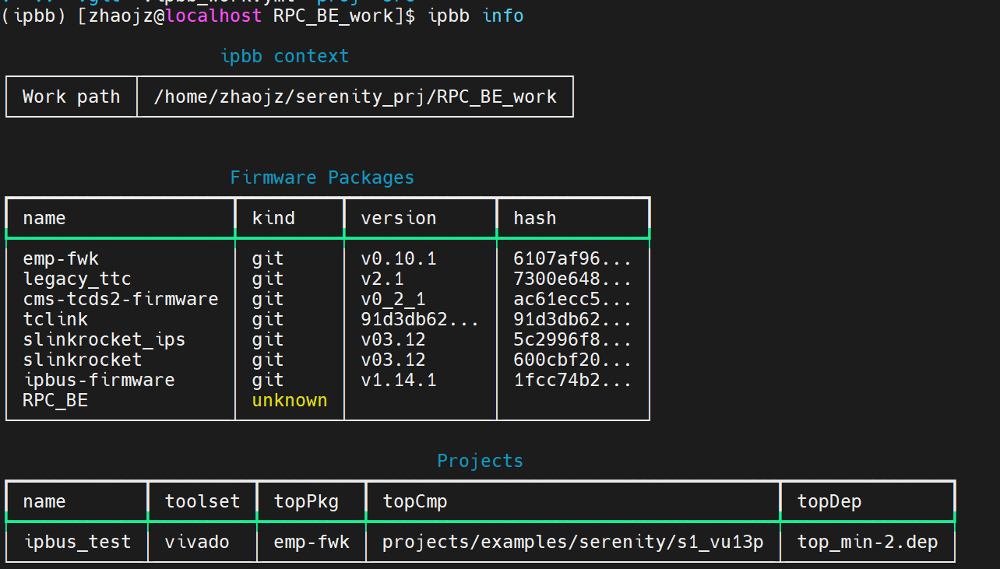 (ipbb) [zhaojz@localhost RPC_BE_work]$ ipbb info
ipbb context
Work path /home/zhaojz/serenity_prj/RPC_BE_work
Firmware Packages
name kind version hash
emp-fwk git v0.10.1 6107af96...
legacy_ttc git v2.1 7300e648...
cms-tcds2-firmware git v0_2_1 ac61ecc5...
tclink git 91d3db62... 91d3db62...
slinkrocket_ips git v03.12 5c2996f8...
slinkrocket git v03.12 600cbf20...
ipbus-firmware git v1.14.1 1fcc74b2...
RPC_BE unknown
Projects
name toolset topPkg topCmp topDep
ipbus_test vivado emp-fwk projects/examples/serenity/s1_vu13p top_min-2.dep